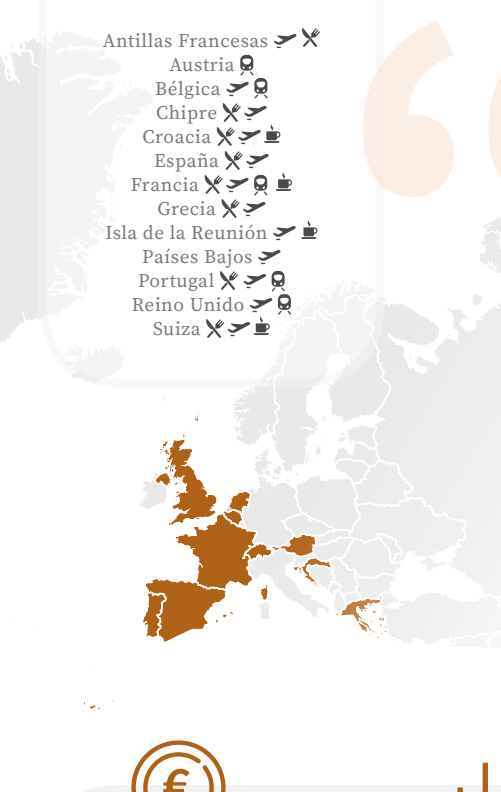 Antillas Francesas
Austria
Bélgica
Chipre
Croacia
España
Francia
Grecia
Isla de la Reunión
Países Bajos
Portugal
Reino Unido
Suiza
€